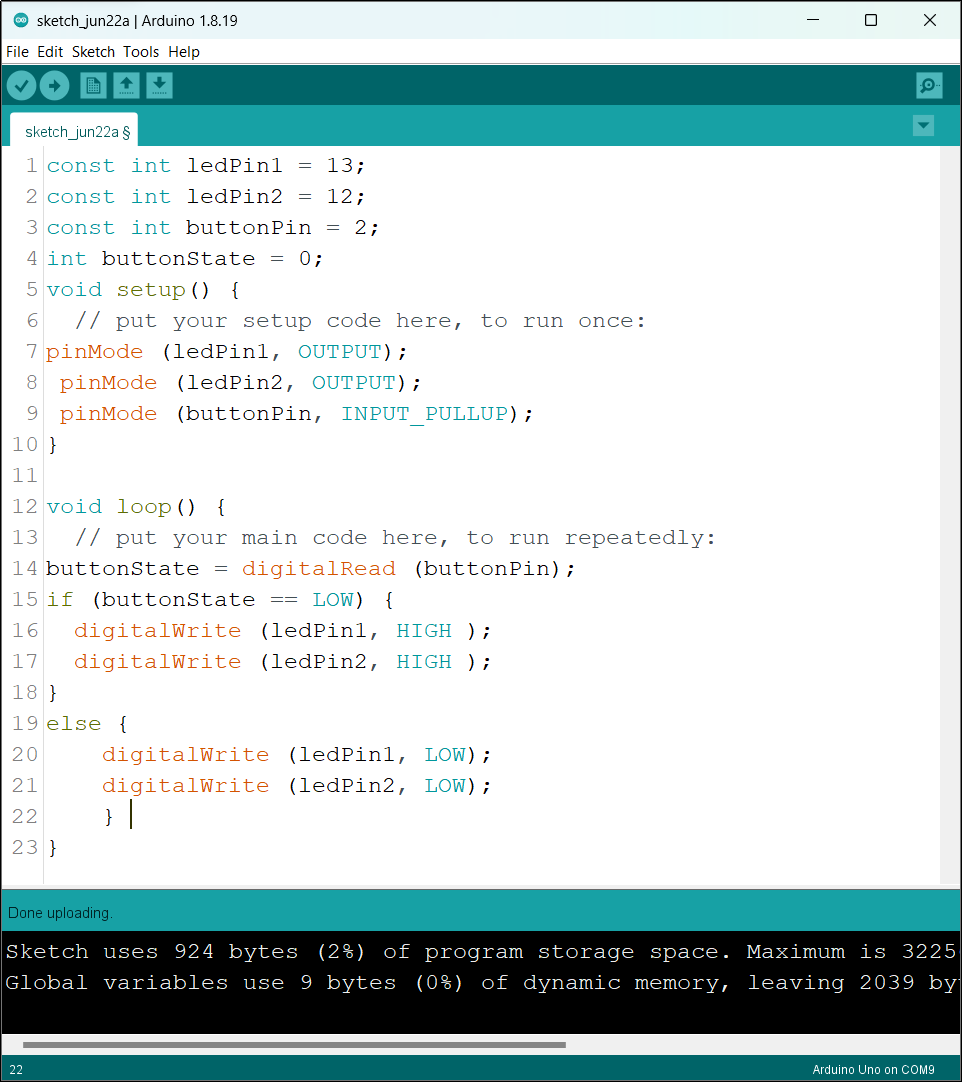 sketch_jun22a | Arduino 1.8.19
File Edit Sketch Tools Help
sketch_jun22a §
1 const int ledPin1 = 13;
2 const int ledPin2 = 12;
3 const int buttonPin = 2;
4 int buttonState = 0;
5 void setup() {
6   // put your setup code here, to run once:
7 pinMode (ledPin1, OUTPUT);
8  pinMode (ledPin2, OUTPUT);
9  pinMode (buttonPin, INPUT_PULLUP);
10 }
11
12 void loop() {
13   // put your main code here, to run repeatedly:
14 buttonState = digitalRead (buttonPin);
15 if (buttonState == LOW) {
16   digitalWrite (ledPin1, HIGH );
17   digitalWrite (ledPin2, HIGH );
18 }
19 else {
20     digitalWrite (ledPin1, LOW);
21     digitalWrite (ledPin2, LOW);
22     }
23 }
Done uploading.
Sketch uses 924 bytes (2%) of program storage space. Maximum is 3225
Global variables use 9 bytes (0%) of dynamic memory, leaving 2039 by
22
Arduino Uno on COM9